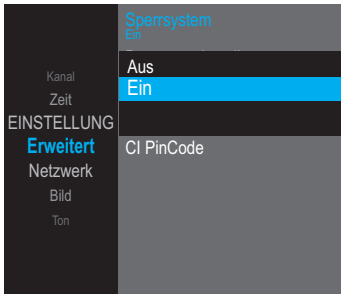 Sperrsystem
Ein
Aus
Ein
Kanal
Zeit
EINSTELLUNG
Erweitert
Netzwerk
Bild
Ton
CI PinCode